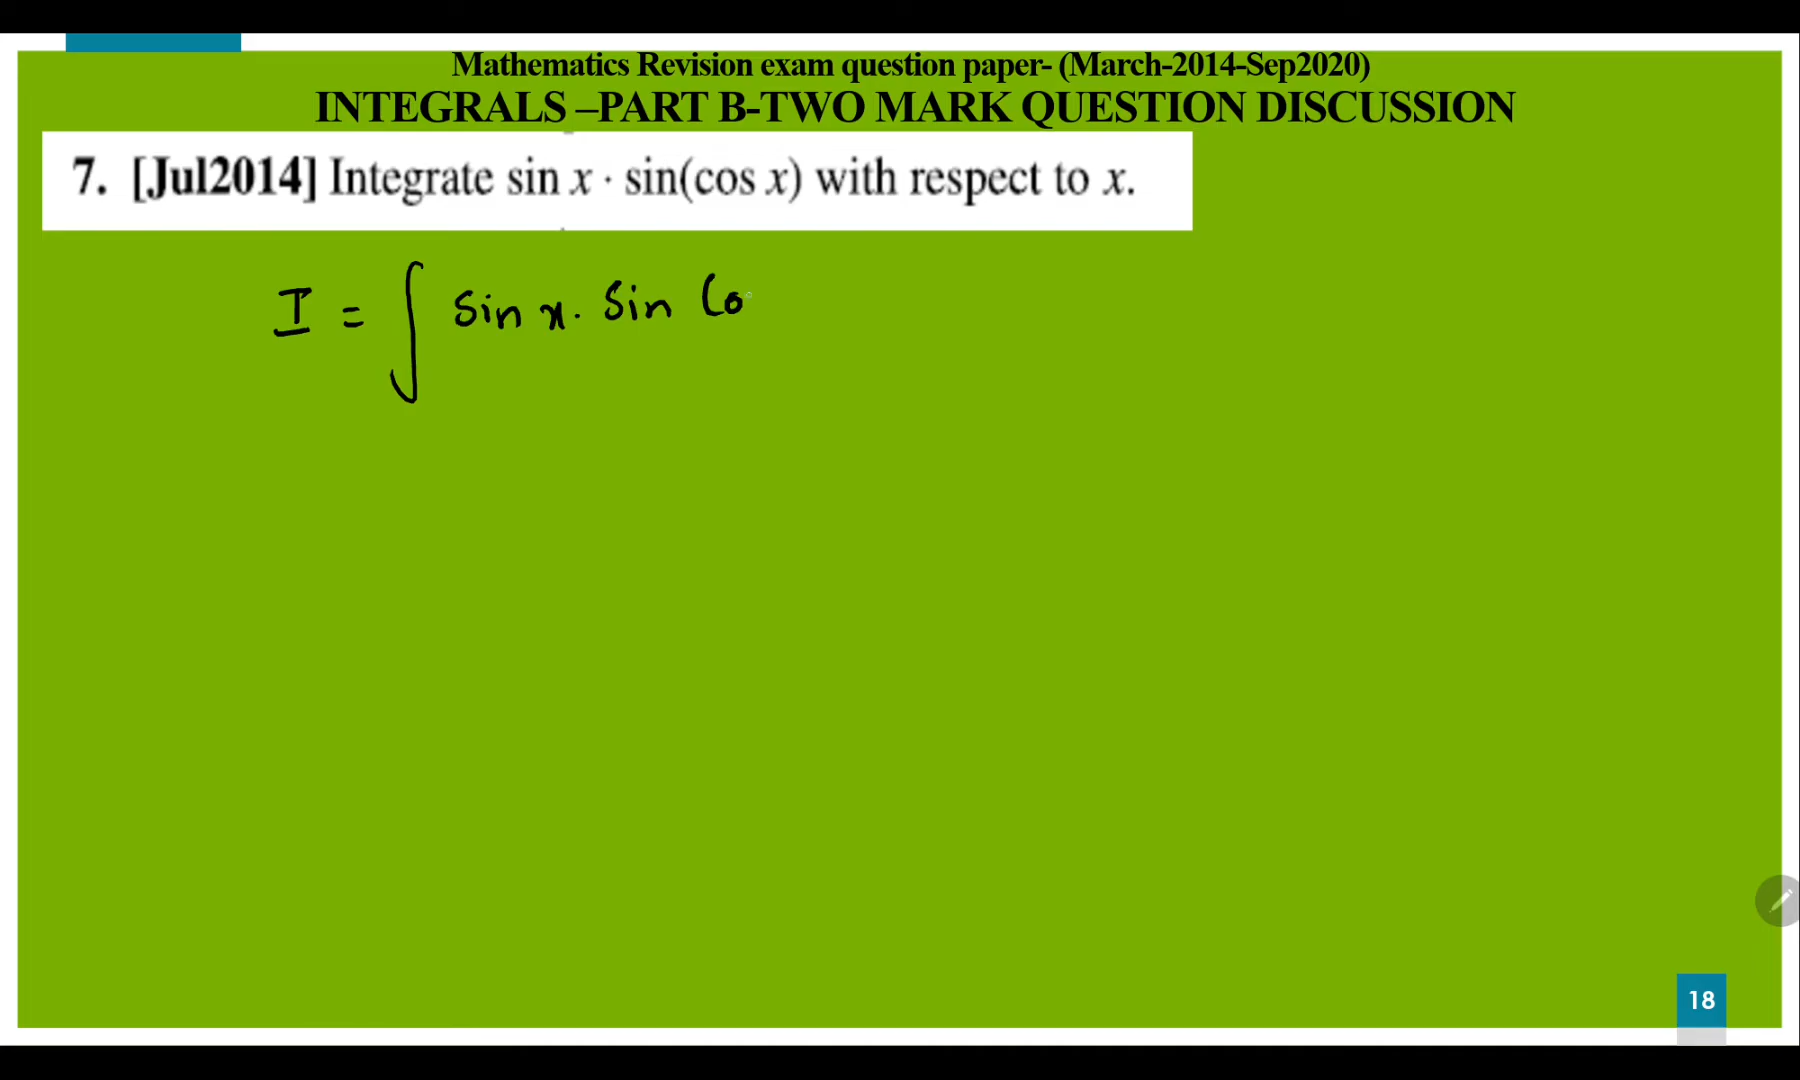 Mathematics Revision exam question paper- (March-2014-Sep2020)
INTEGRALS –PART B-TWO MARK QUESTION DISCUSSION
7. [Jul2014] Integrate sin x · sin(cos x) with respect to x.
I = ∫ Sin x. Sin (o
18